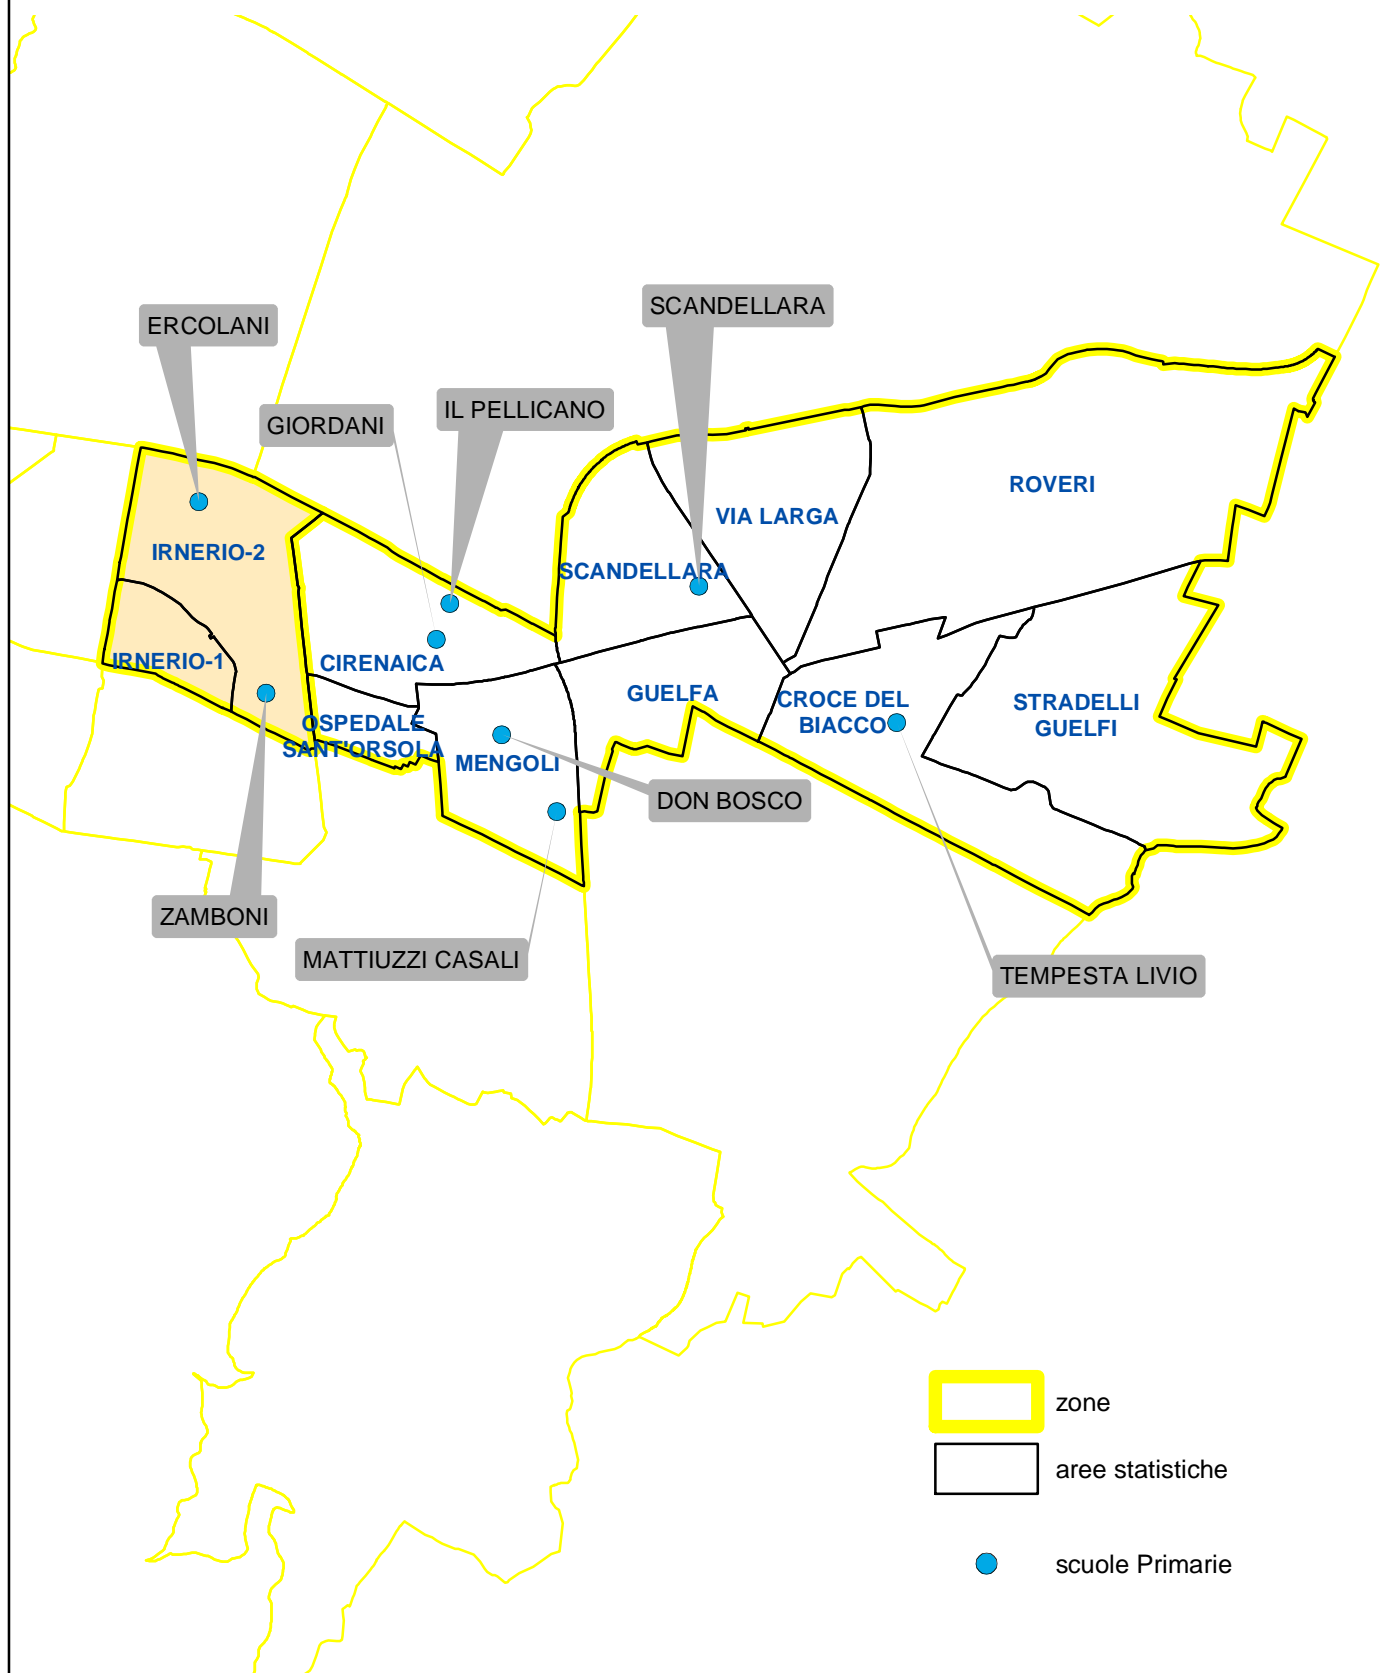 SCANDELLARA
ERCOLANI
IL PELLICANO
GIORDANI
ROVERI
VIA LARGA
IRNERIO-2
SCANDELLARA
IRNERIO-1
CIRENAICA
GUELFA
CROCE DEL
BIACCO
STRADELLI
GUELFI
OSPEDALE
SANT'ORSOLA
MENGOLI
DON BOSCO
ZAMBONI
MATTIUZZI CASALI
TEMPESTA LIVIO
zone
aree statistiche
scuole Primarie